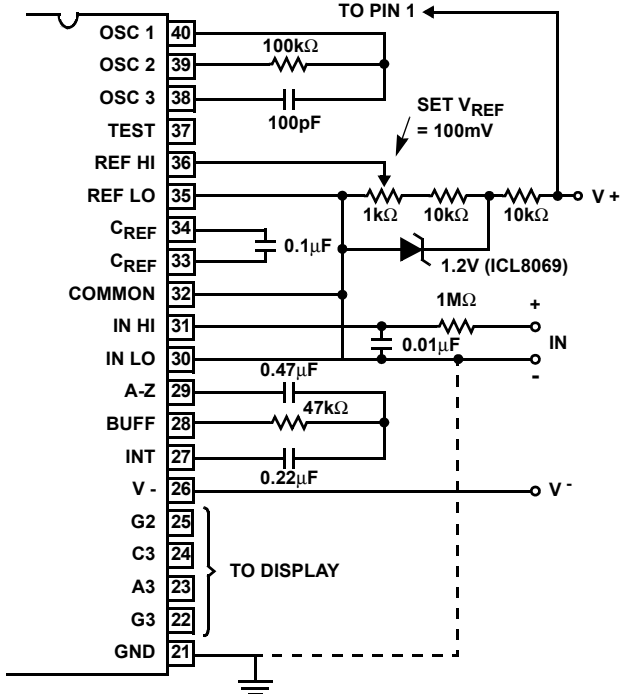 TO PIN 1
OSC 1 40
100kΩ
OSC 2 39
OSC 3 38
100pF
SET VREF
= 100mV
TEST 37
REF HI 36
REF LO 35
V +
1kΩ 10kΩ 10kΩ
CREF 34
0.1µF
CREF 33
1.2V (ICL8069)
COMMON 32
1MΩ
+
IN HI 31
IN
0.01µF
IN LO 30
-
0.47µF
A-Z 29
47kΩ
BUFF 28
INT 27
0.22µF
V - 26
V -
G2 25
C3 24
TO DISPLAY
A3 23
G3 22
GND 21